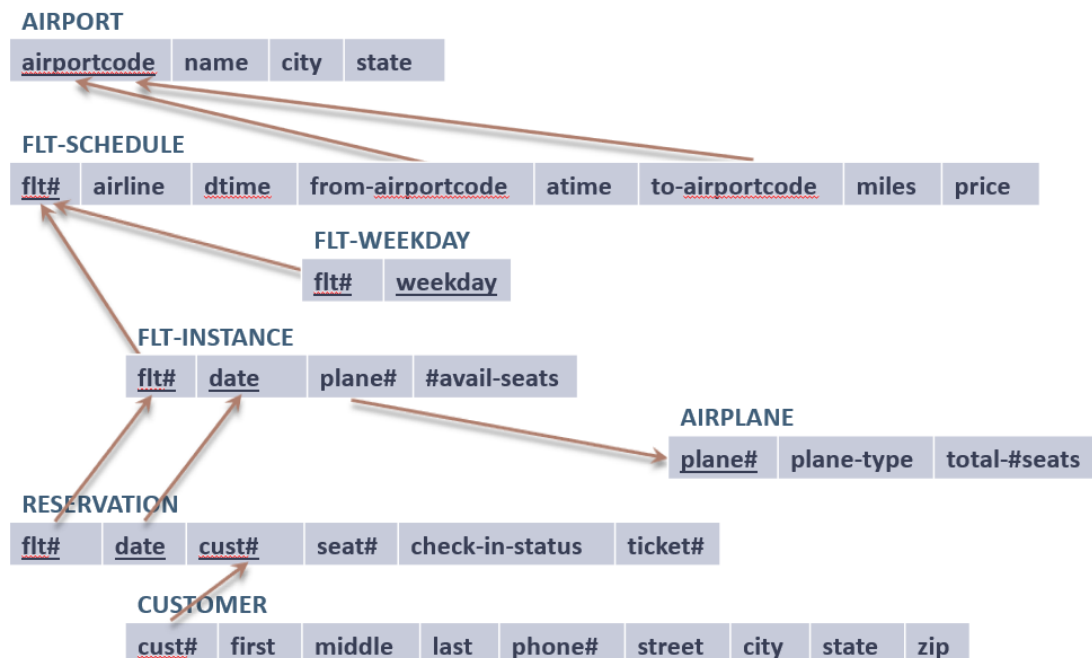 AIRPORT
airportcode name city state
FLT-SCHEDULE
flt# airline dtime from-airportcode atime to-airportcode miles price
FLT-WEEKDAY
flt# weekday
FLT-INSTANCE
flt# date plane# #avail-seats
AIRPLANE
plane# plane-type total-#seats
RESERVATION
flt# date cust# seat# check-in-status ticket#
CUSTOMER
cust# first middle last phone# street city state zip